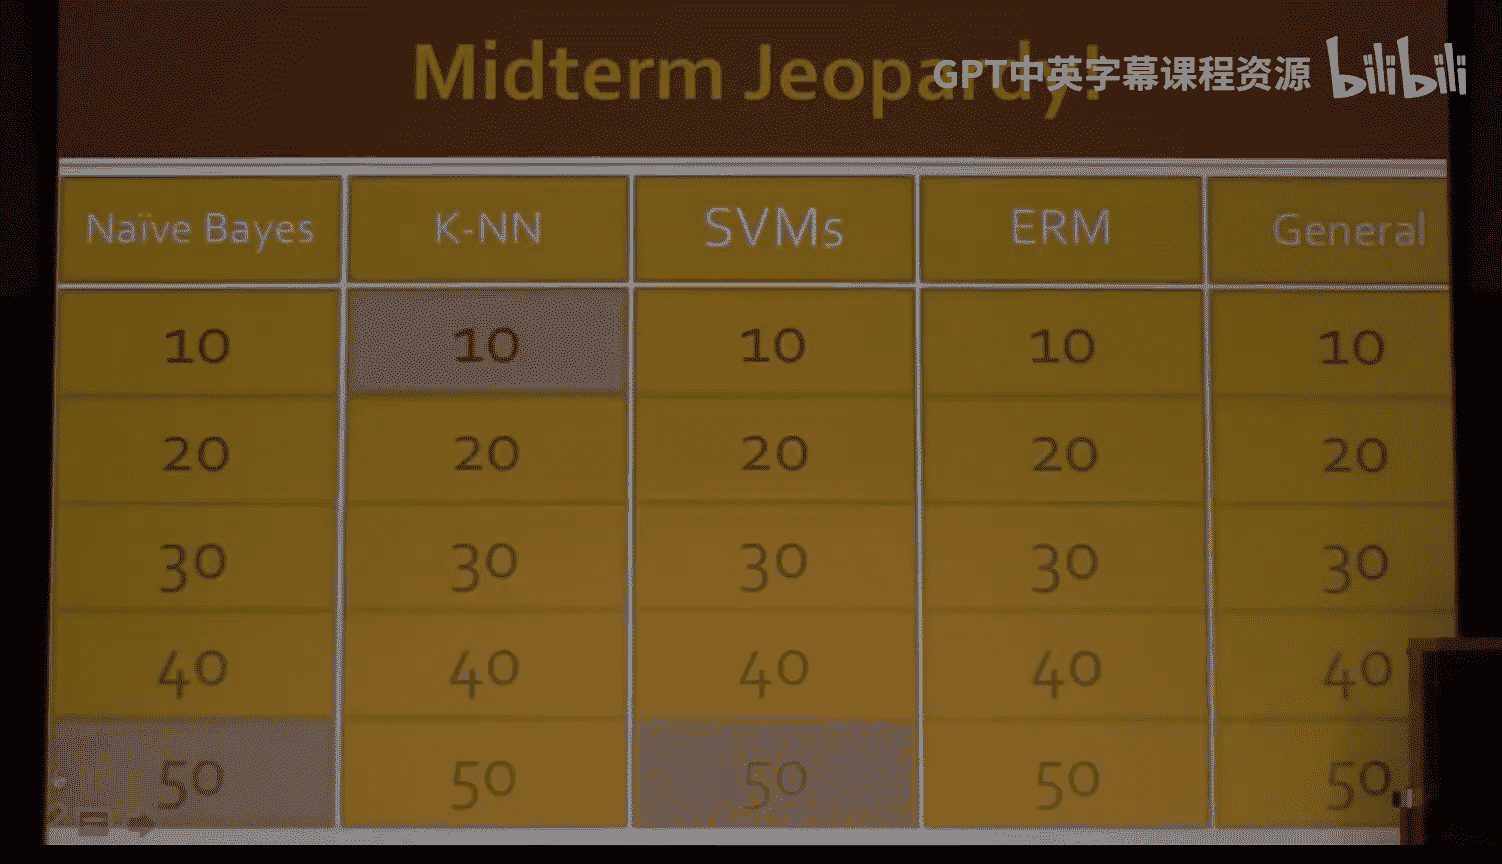 Midterm Jeopardy!
GPT中英字幕课程资源 bilibili
Naïve Bayes K-NN SVMs ERM General
10 10 10 10 10
20 20 20 20 20
30 30 30 30 30
40 40 40 40 40
50 50 50 50 50